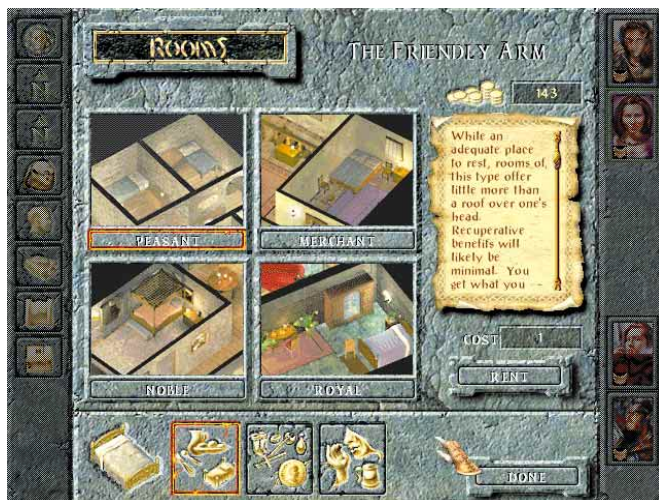 ROOMS
THE FRIENDLY ARM
143
While an
adequate place
to rest, rooms of
this type offer
little more than
a roof over one's
head.
Recuperative
benefits will
likely be
minimal. You
get what you --
PEASANT
MERCHANT
NOBLE
ROYAL
COST
1
RENT
DONE